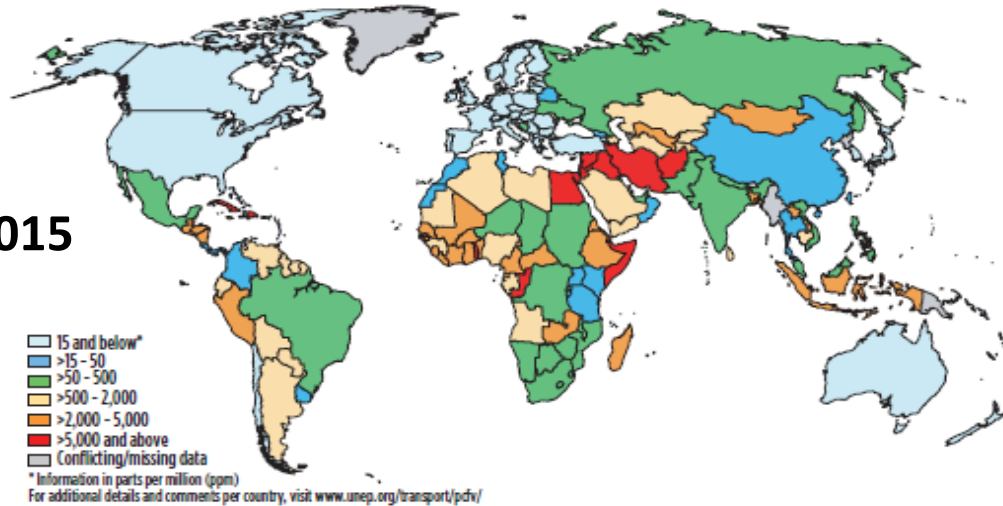 015
15 and below*
>15 - 50
>50 - 500
>500 - 2,000
>2,000 - 5,000
>5,000 and above
Conflicting/missing data
* Information in parts per million (ppm)
For additional details and comments per country, visit www.unep.org/transport/pcfv/